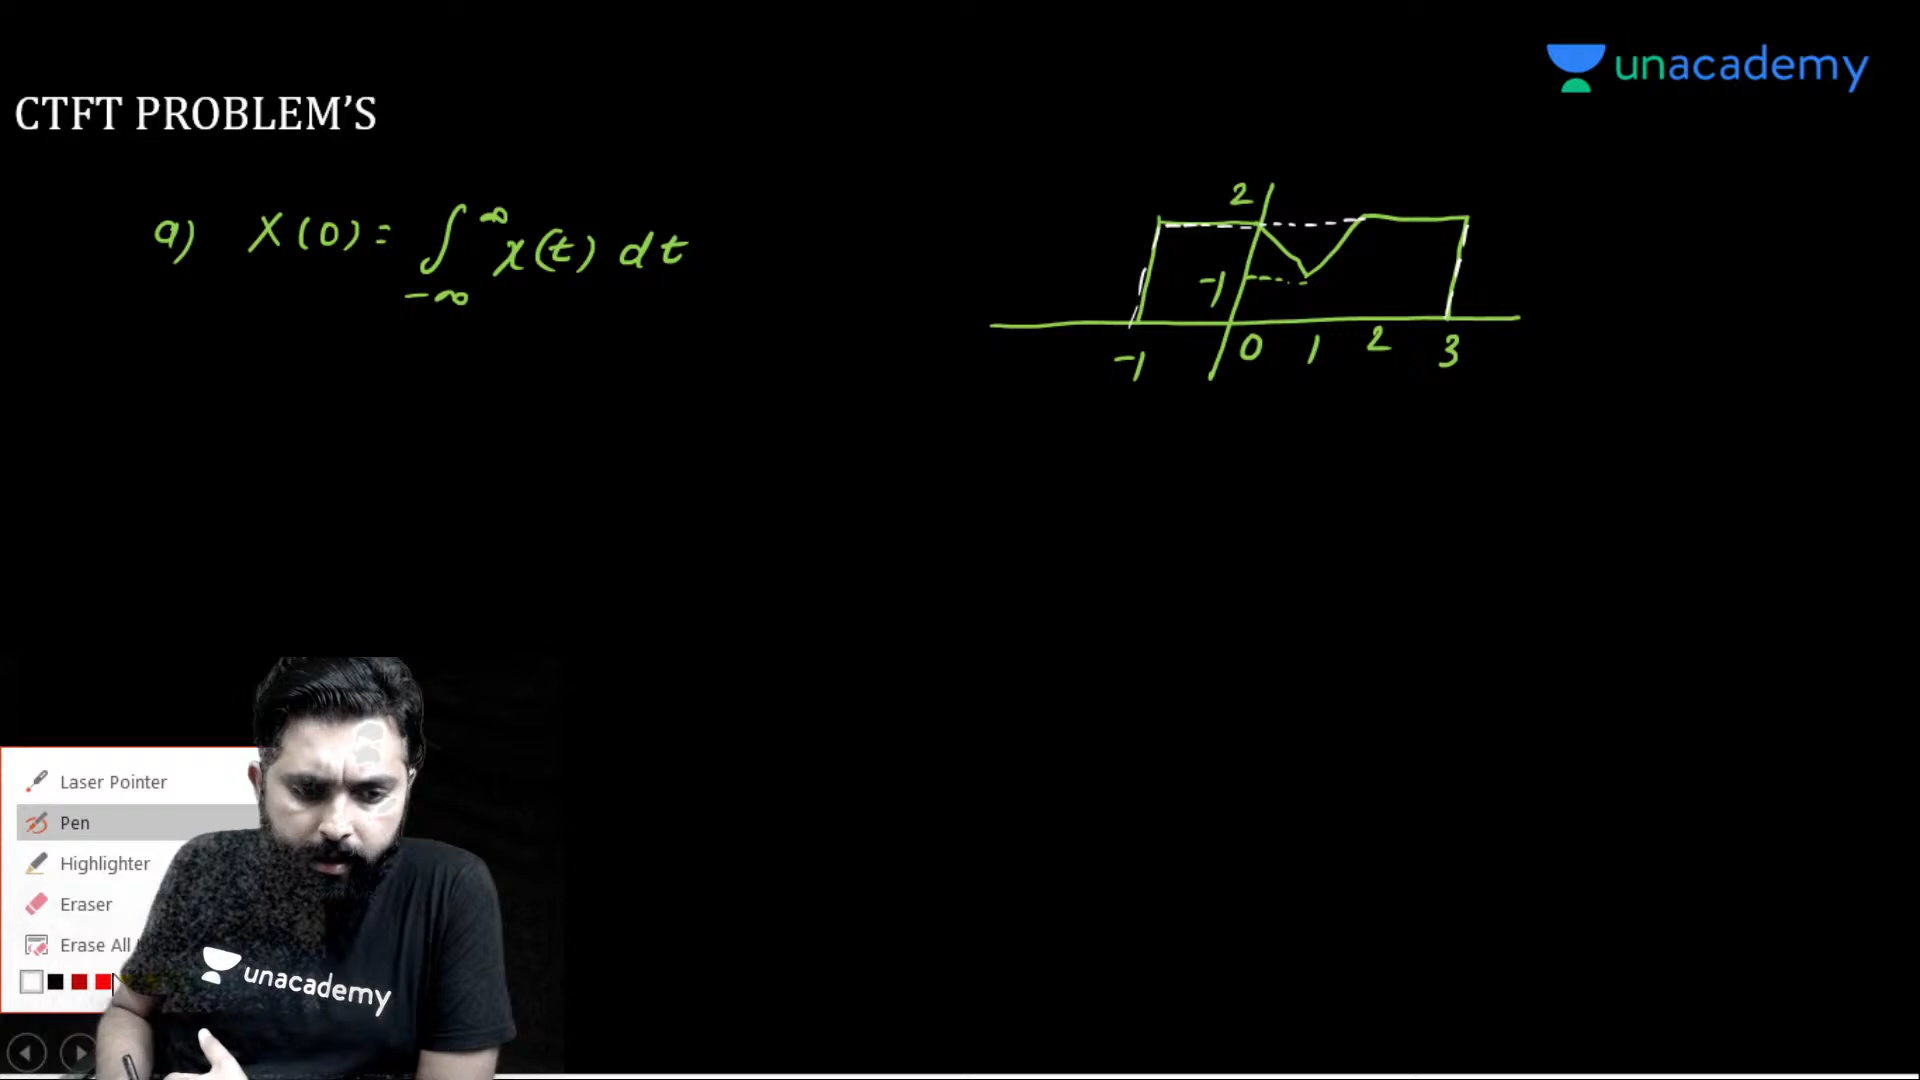 unacademy
CTFT PROBLEM'S
a) X(0) = ∫ ∞ -∞ x(t) dt
2
-1
-1 0 1 2 3
Laser Pointer
Pen
Highlighter
Eraser
Erase All
unacademy